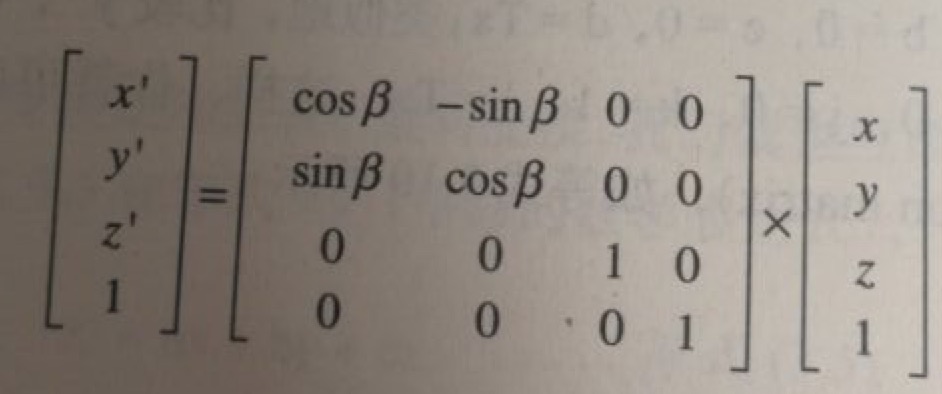 [ x' ] = [ cos β  −sin β  0  0 ] × [ x ]
[ y' ]   [ sin β  cos β  0  0 ]   [ y ]
[ z' ]   [ 0  0  1  0 ]   [ z ]
[ 1 ]   [ 0  0  0  1 ]   [ 1 ]